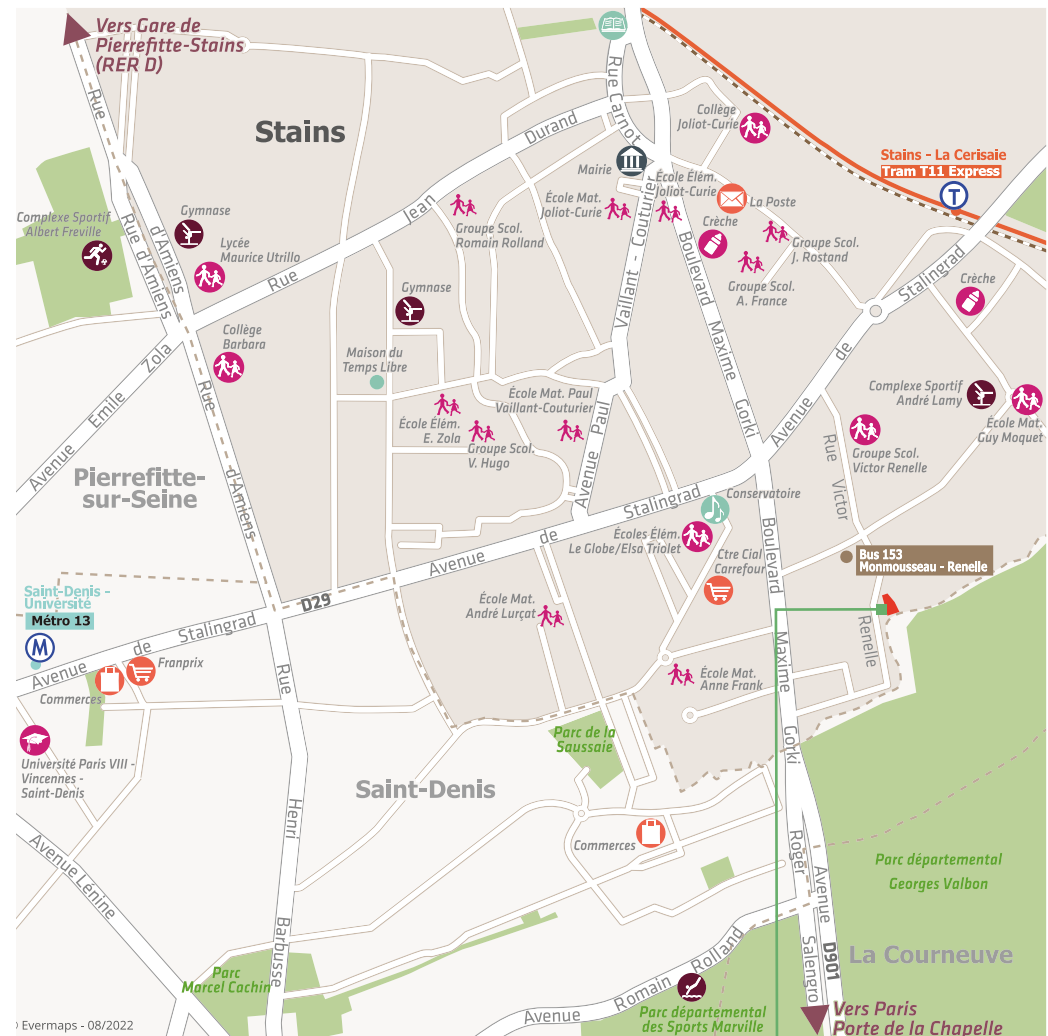 Vers Gare de
Pierrefitte-Stains
(RER D)
Rue
d'Amiens
Rue d'Amiens
Stains
Rue Carnot
Durand
Jean
Rue
Collège
Joliot-Curie
Mairie
École Élém.
Joliot-Curie
École Mat.
Joliot-Curie
La Poste
Stains - La Cerisaie
Tram T11 Express
T
Complexe Sportif
Albert Freville
Gymnase
Lycée
Maurice Utrillo
Groupe Scol.
Romain Rolland
Crèche
Groupe Scol.
J. Rostand
Groupe Scol.
A. France
Vaillant - Couturier
Boulevard
Maxime
Gorki
Stalingrad
de
Avenue
Crèche
Gymnase
Collège
Barbara
Maison du
Temps Libre
Avenue Emile Zola
Rue
d'Amiens
École Mat. Paul
Vaillant-Couturier
École Élém.
E. Zola
Groupe Scol.
V. Hugo
Avenue Paul
Complexe Sportif
André Lamy
École Mat.
Guy Moquet
Groupe Scol.
Victor Renelle
Rue
Victor
Renelle
Pierrefitte-
sur-Seine
Avenue de Stalingrad
Conservatoire
Écoles Élém.
Le Globe/Elsa Triolet
Ctre Cial
Carrefour
Boulevard
Maxime
Gorki
Bus 153
Monmousseau - Renelle
Saint-Denis -
Université
Métro 13
M
D29
Avenue de Stalingrad
École Mat.
André Lurçat
Franprix
Commerces
Rue
Henri
Barbusse
École Mat.
Anne Frank
Parc de la
Saussaie
Université Paris VIII -
Vincennes -
Saint-Denis
Saint-Denis
Commerces
Avenue Lénine
Roger
Salengro
Avenue
D901
Parc départemental
Georges Valbon
La Courneuve
Parc
Marcel Cachin
Avenue Romain Rolland
Parc départemental
des Sports Marville
Vers Paris
Porte de la Chapelle
Evermaps - 08/2022